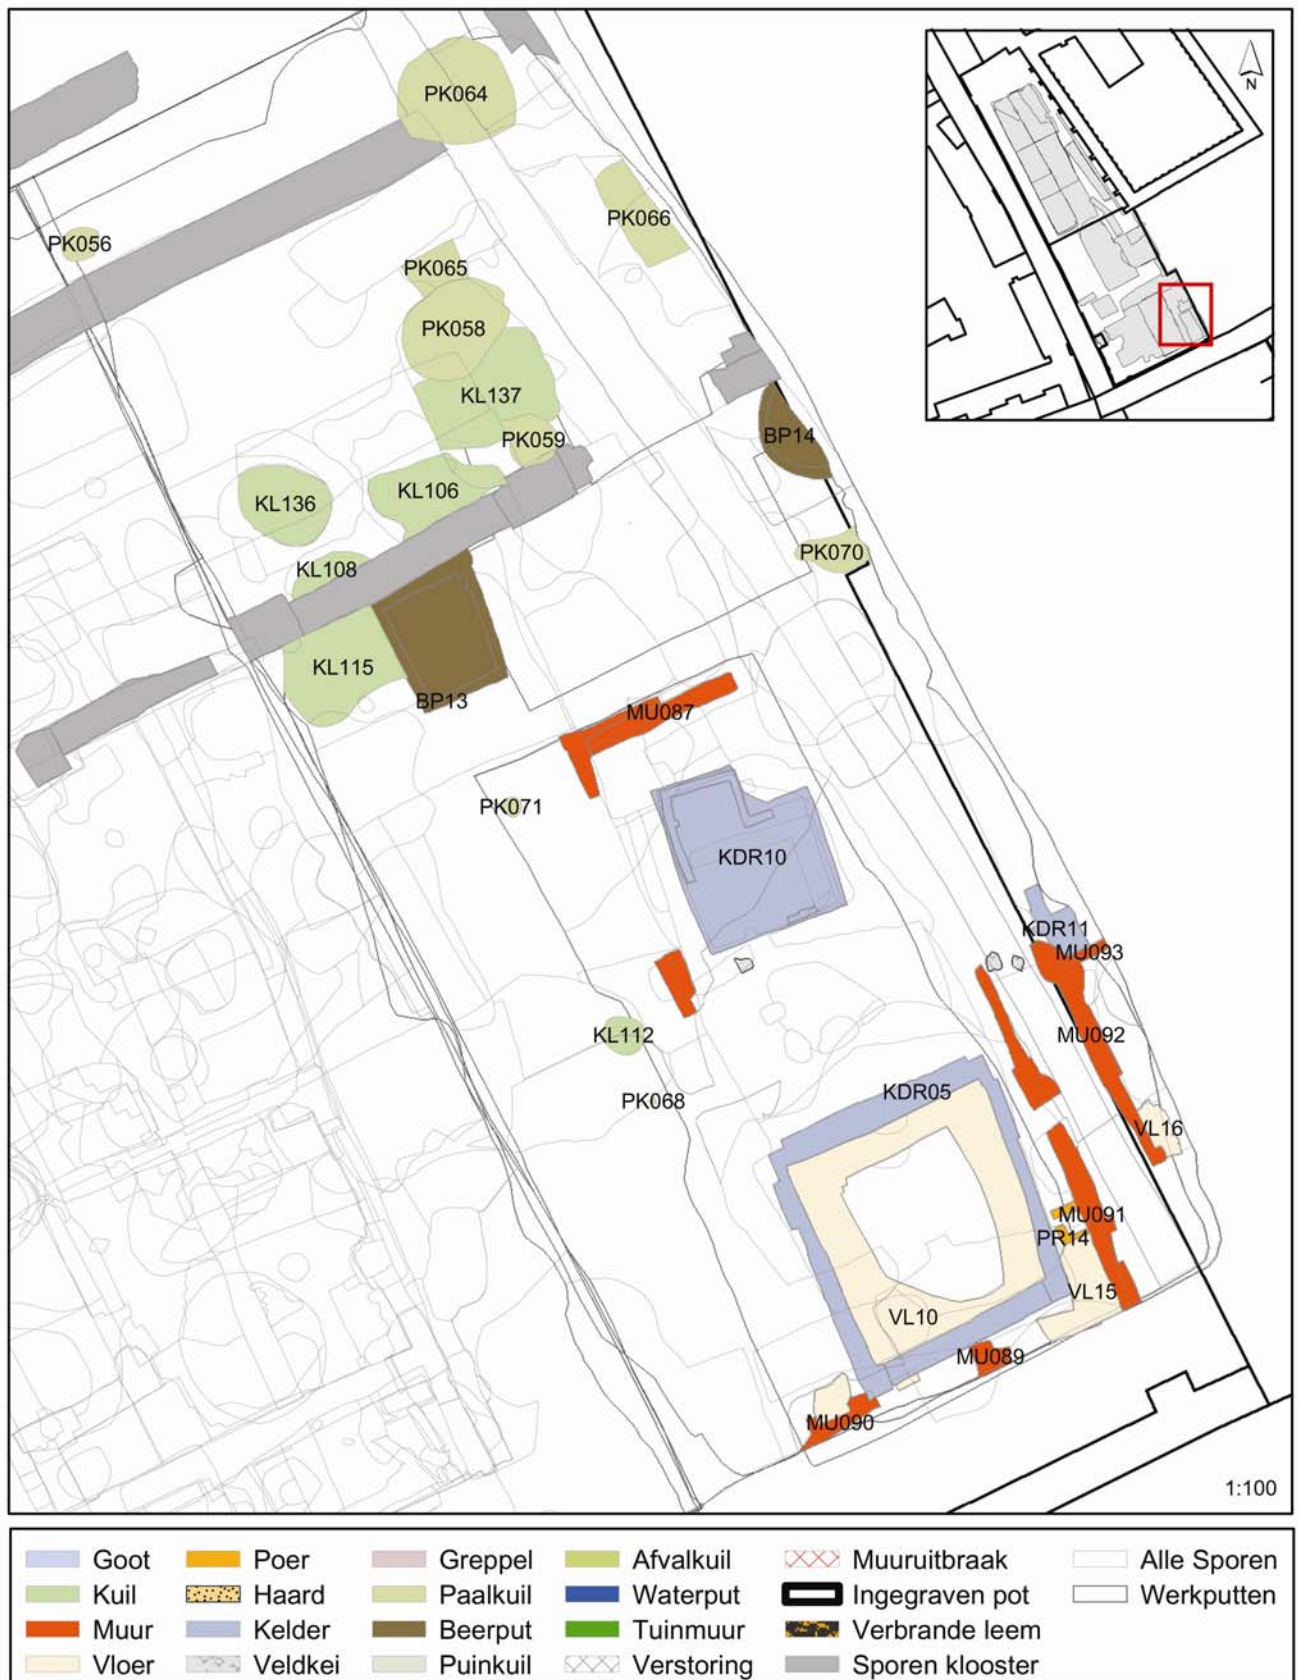 PK064
N
PK066
PK056
PK065
PK058
KL137
PK059
BP14
KL106
KL136
PK070
KL108
KL115
BP13
MU087
PK071
KDR10
KDR11
MU093
KL112
MU092
KDR05
PK068
VL16
MU091
PR14
VL15
VL10
MU089
MU090
1:100
Goot Poer Greppel Afvalkuil Muuruitbraak Alle Sporen
Kuil Haard Paalkuil Waterput Ingegraven pot Werkputten
Muur Kelder Beerput Tuinmuur Verbrande leem
Vloer Veldkei Puinkuil Verstoring Sporen klooster